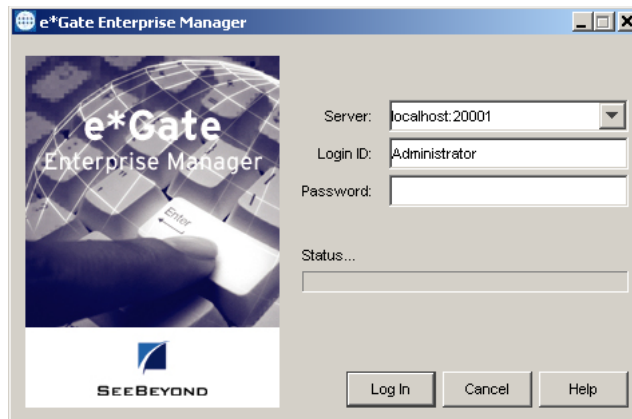 e*Gate Enterprise Manager
e*Gate
Enterprise Manager
Enter
SEEBEYOND
Server: localhost:20001
Login ID: Administrator
Password:
Status...
Log In Cancel Help